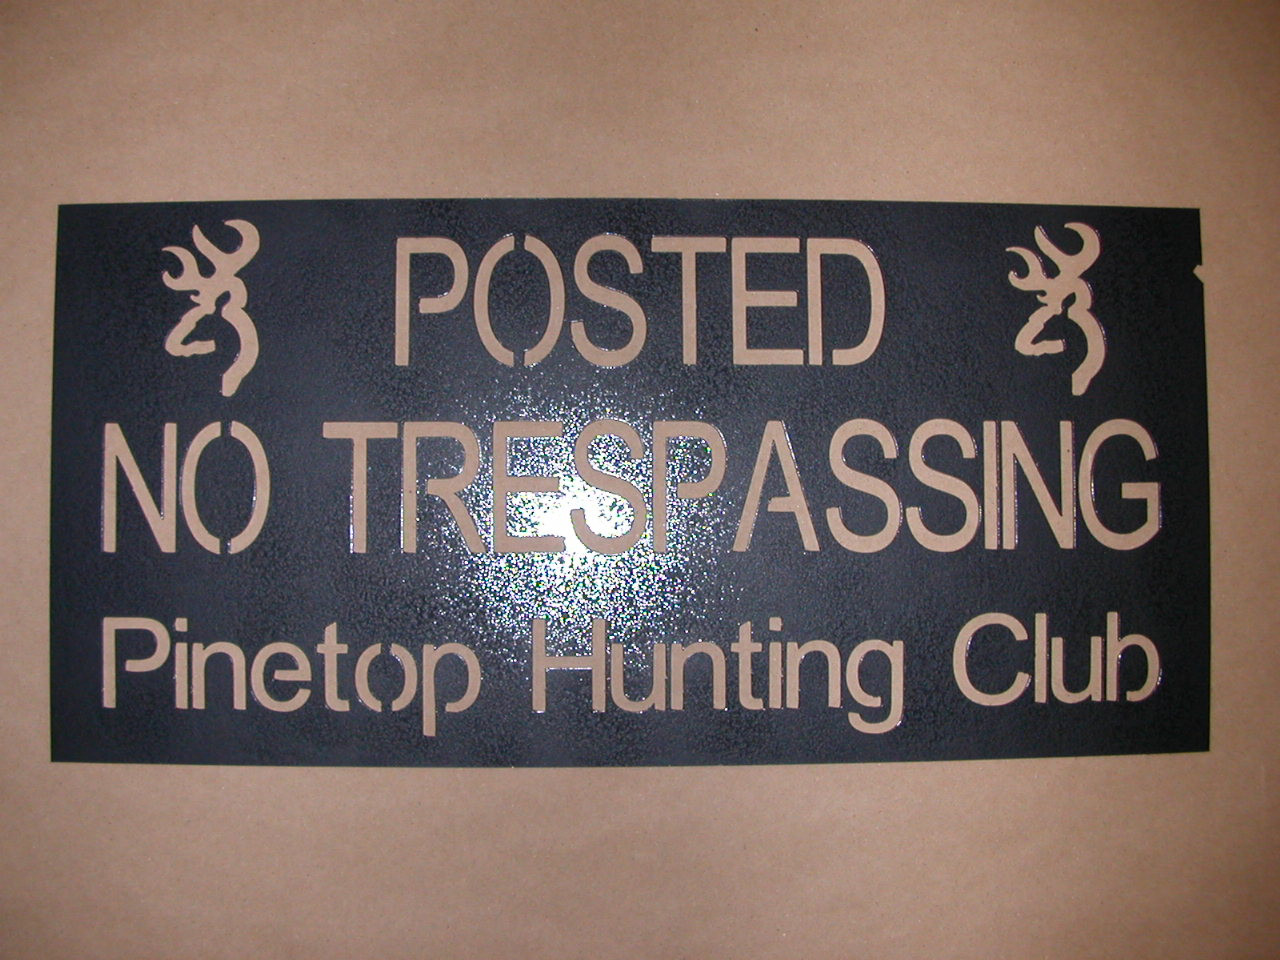 POSTED
NO TRESPASSING
Pinetop Hunting Club